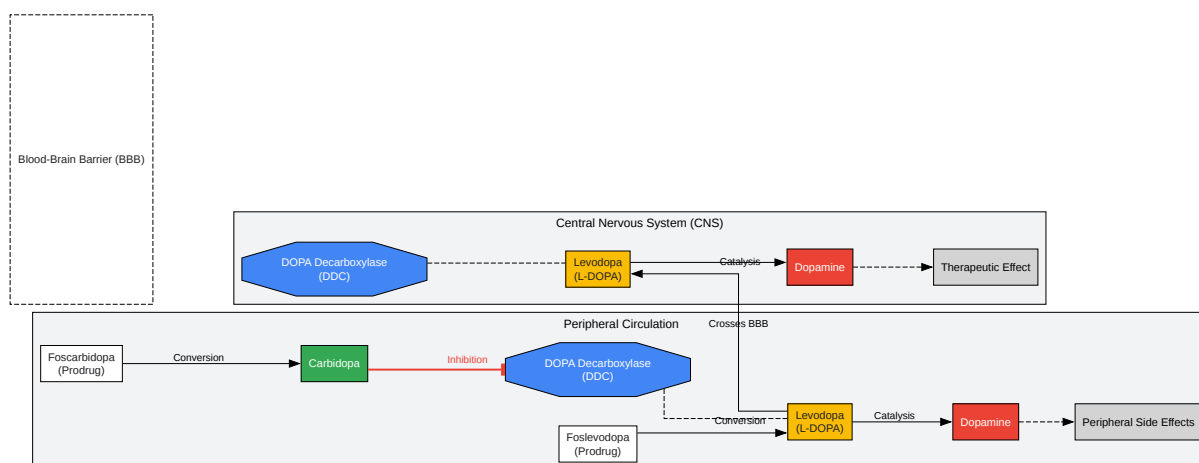 Blood-Brain Barrier (BBB)
Central Nervous System (CNS)
DOPA Decarboxylase
(DDC)
Levodopa
(L-DOPA)
Catalysis
Dopamine
Therapeutic Effect
Crosses BBB
Peripheral Circulation
Foscarbidopa
(Prodrug)
Conversion
Carbidopa
Inhibition
DOPA Decarboxylase
(DDC)
Foslevodopa
(Prodrug)
Conversion
Levodopa
(L-DOPA)
Catalysis
Dopamine
Peripheral Side Effects